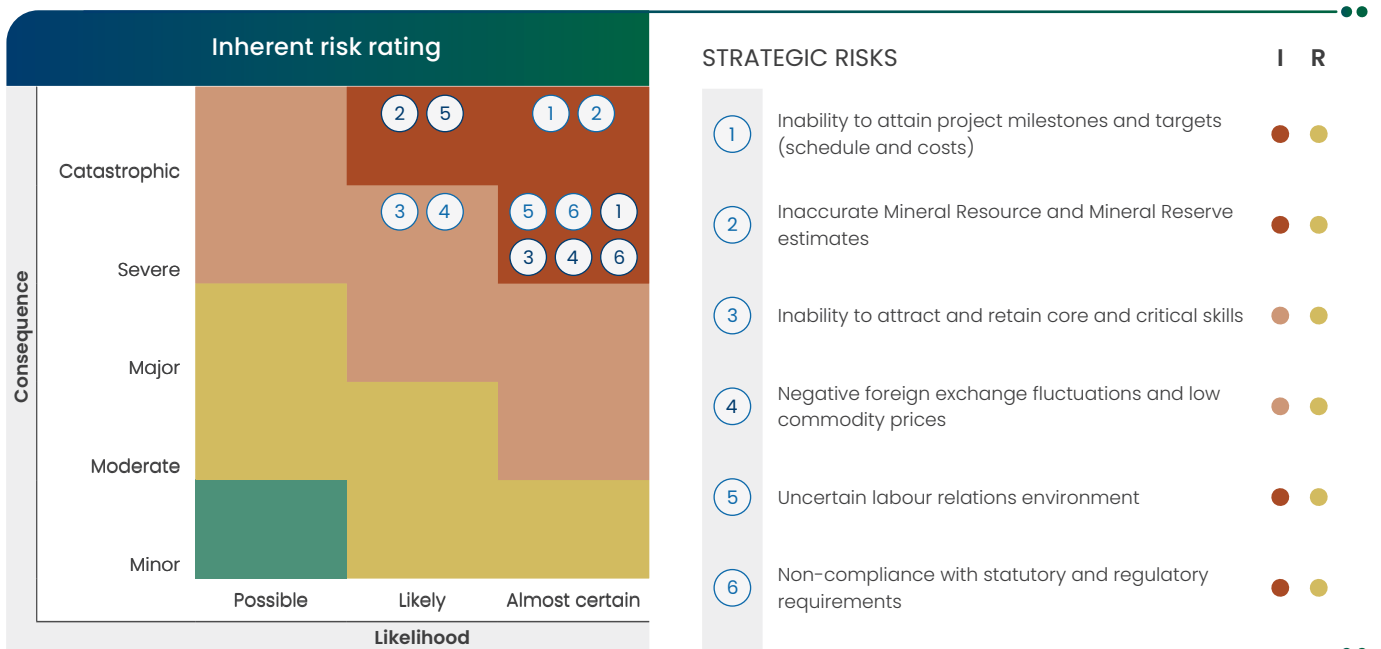 Inherent risk rating
2 5 1 2
Catastrophic
3 4 5 6 1
3 4 6
Severe
Major
Moderate
Minor
Consequence
Possible Likely Almost certain
Likelihood
STRATEGIC RISKS I R
1 Inability to attain project milestones and targets
(schedule and costs)
2 Inaccurate Mineral Resource and Mineral Reserve
estimates
3 Inability to attract and retain core and critical skills
4 Negative foreign exchange fluctuations and low
commodity prices
5 Uncertain labour relations environment
6 Non-compliance with statutory and regulatory
requirements